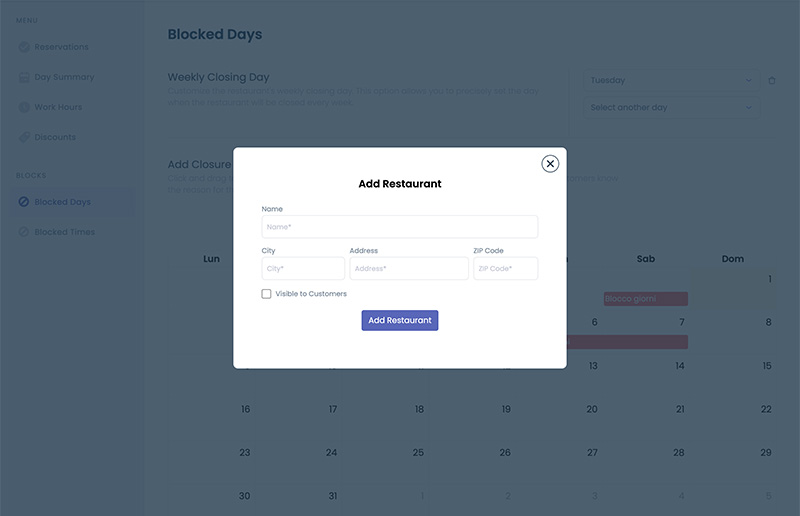 MENU
Reservations
Day Summary
Work Hours
Discounts
BLOCKS
Blocked Days
Blocked Times
Blocked Days
Weekly Closing Day
Customize the restaurant's weekly closing day. This option allows you to precisely set the day
when the restaurant will be closed every week.
Tuesday
Select another day
Add Closure
Click and drag
customers know
the reason for
Add Restaurant
Name
Name*
City
Address
ZIP Code
City*
Address*
ZIP Code*
Visible to Customers
Add Restaurant
Lun
Sab
Dom
1
Blocco giorni
6 7 8
13 14 15
16 17 18 19 20 21 22
23 24 25 26 27 28 29
30 31 1 2 3 4 5